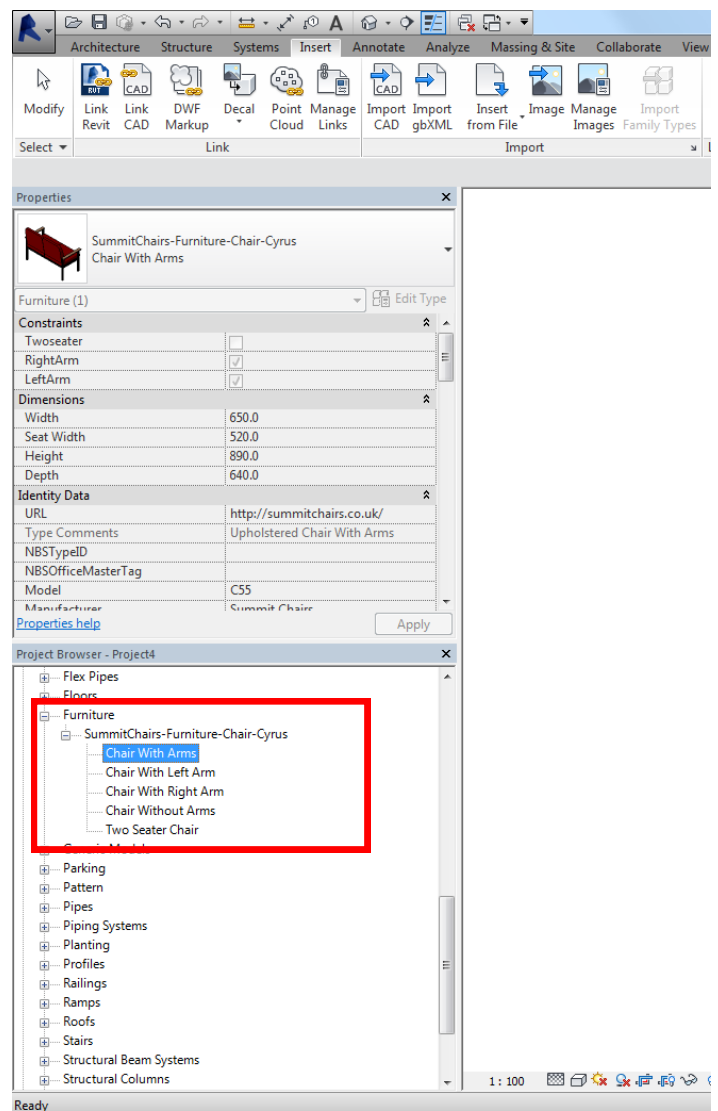 Architecture Structure Systems Insert Annotate Analyze Massing & Site Collaborate View
Modify Link Revit Link CAD DWF Markup Decal Point Cloud Manage Links Import CAD Import gbXML Insert from File Image Manage Images Import Family Types
Select Link Import
Properties
SummitChairs-Furniture-Chair-Cyrus
Chair With Arms
Furniture (1) Edit Type
Constraints
Twoseater
RightArm
LeftArm
Dimensions
Width 650.0
Seat Width 520.0
Height 890.0
Depth 640.0
Identity Data
URL http://summitchairs.co.uk/
Type Comments Upholstered Chair With Arms
NBSTypeID
NBSOfficeMasterTag
Model C55
Manufacturer Summit Chairs
Properties help Apply
Project Browser - Project4
Flex Pipes
Floors
Furniture
SummitChairs-Furniture-Chair-Cyrus
Chair With Arms
Chair With Left Arm
Chair With Right Arm
Chair Without Arms
Two Seater Chair
Generic Models
Parking
Pattern
Pipes
Piping Systems
Planting
Profiles
Railings
Ramps
Roofs
Stairs
Structural Beam Systems
Structural Columns
1 : 100
Ready